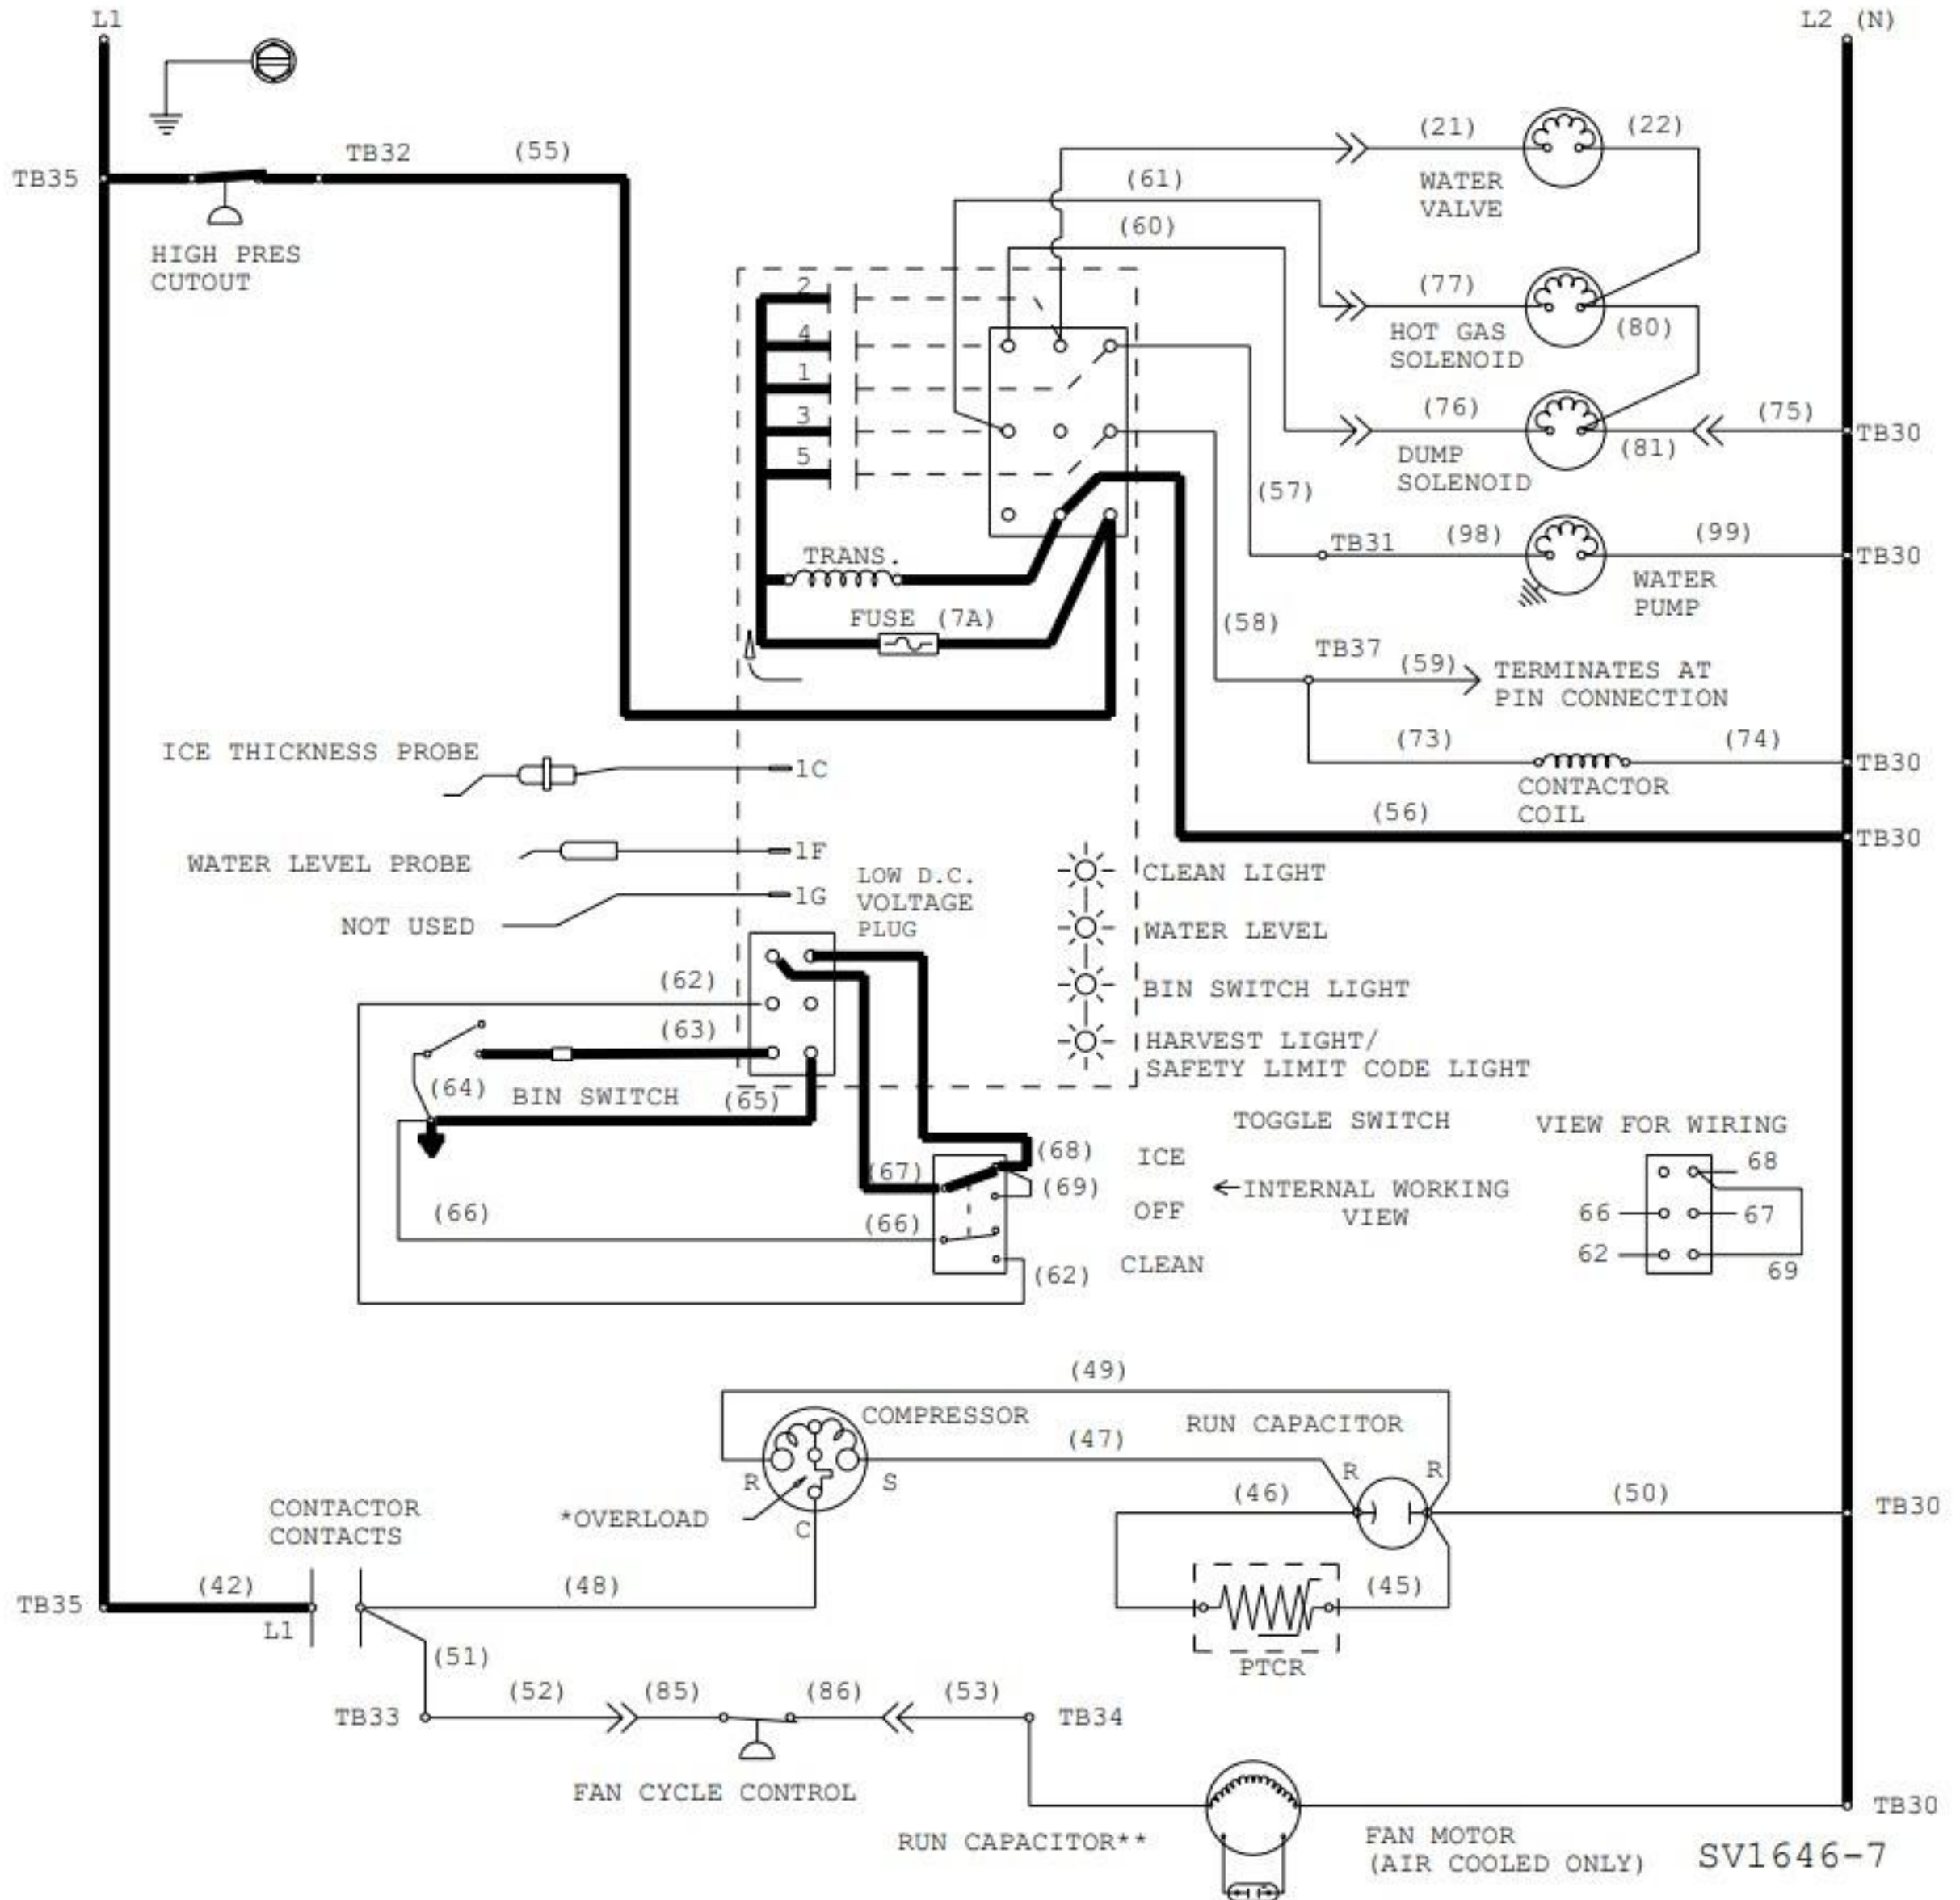 L1
L2 (N)
TB35
TB32
(55)
HIGH PRES
CUTOUT
(21)
(22)
WATER
VALVE
(61)
(60)
2
4
1
3
5
(77)
HOT GAS
SOLENOID
(80)
(76)
DUMP
SOLENOID
(81)
(75)
TB30
(57)
TRANS.
FUSE (7A)
TB31
(98)
(99)
TB30
WATER
PUMP
(58)
TB37
(59)
TERMINATES AT
PIN CONNECTION
(73)
(74)
TB30
CONTACTOR
COIL
(56)
TB30
ICE THICKNESS PROBE
1C
WATER LEVEL PROBE
1F
NOT USED
1G
LOW D.C.
VOLTAGE
PLUG
CLEAN LIGHT
WATER LEVEL
BIN SWITCH LIGHT
HARVEST LIGHT/
SAFETY LIMIT CODE LIGHT
(62)
(63)
(64)
BIN SWITCH
(65)
(66)
(67)
(66)
(68)
(69)
(62)
TOGGLE SWITCH
ICE
OFF
CLEAN
INTERNAL WORKING
VIEW
VIEW FOR WIRING
68
66
67
62
69
(49)
COMPRESSOR
RUN CAPACITOR
(47)
R
S
*OVERLOAD
C
R
R
(46)
(50)
TB30
CONTACTOR
CONTACTS
TB35
(42)
L1
(48)
(45)
PTCR
(51)
TB33
(52)
(85)
(86)
(53)
TB34
FAN CYCLE CONTROL
TB30
RUN CAPACITOR**
FAN MOTOR
(AIR COOLED ONLY)
SV1646-7